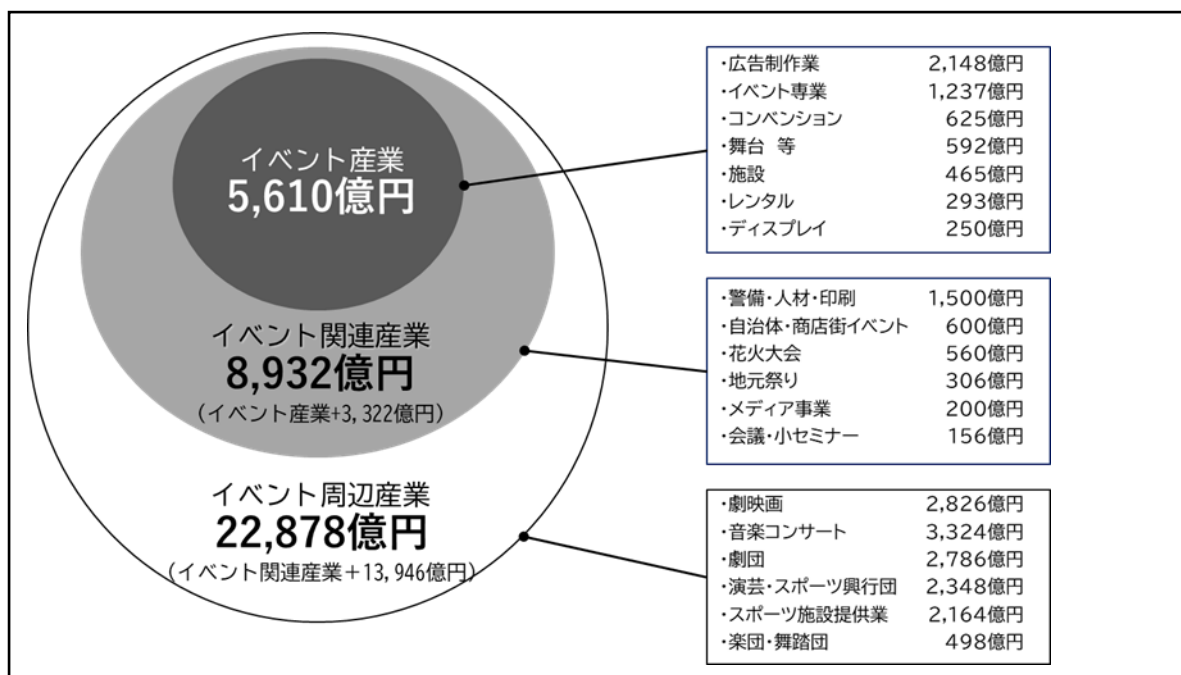 イベント産業
5,610億円
イベント関連産業
8,932億円
(イベント産業+3,322億円)
イベント周辺産業
22,878億円
(イベント関連産業+13,946億円)
・広告制作業 2,148億円
・イベント専業 1,237億円
・コンベンション 625億円
・舞台 等 592億円
・施設 465億円
・レンタル 293億円
・ディスプレイ 250億円
・警備・人材・印刷 1,500億円
・自治体・商店街イベント 600億円
・花火大会 560億円
・地元祭り 306億円
・メディア事業 200億円
・会議・小セミナー 156億円
・劇映画 2,826億円
・音楽コンサート 3,324億円
・劇団 2,786億円
・演芸・スポーツ興行団 2,348億円
・スポーツ施設提供業 2,164億円
・楽団・舞踏団 498億円